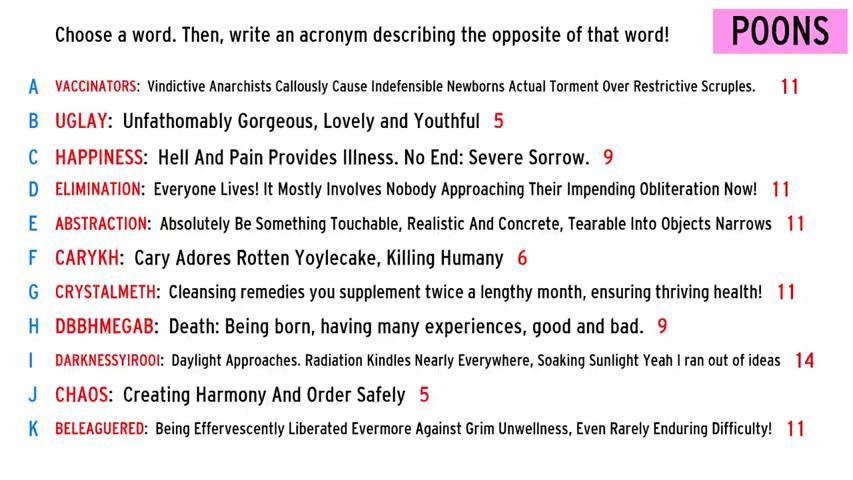 Choose a word. Then, write an acronym describing the opposite of that word!
POONS
A VACCINATORS: Vindictive Anarchists Callously Cause Indefensible Newborns Actual Torment Over Restrictive Scruples. 11
B UGLAY: Unfathomably Gorgeous, Lovely and Youthful 5
C HAPPINESS: Hell And Pain Provides Illness. No End: Severe Sorrow. 9
D ELIMINATION: Everyone Lives! It Mostly Involves Nobody Approaching Their Impending Obliteration Now! 11
E ABSTRACTION: Absolutely Be Something Touchable, Realistic And Concrete, Tearable Into Objects Narrows 11
F CARYKH: Cary Adores Rotten Yoylecake, Killing Humany 6
G CRYSTALMETH: Cleansing remedies you supplement twice a lengthy month, ensuring thriving health! 11
H DBBHMEGAB: Death: Being born, having many experiences, good and bad. 9
I DARKNESSYIROOI: Daylight Approaches. Radiation Kindles Nearly Everywhere, Soaking Sunlight Yeah I ran out of ideas 14
J CHAOS: Creating Harmony And Order Safely 5
K BELEAGUERED: Being Effervescently Liberated Evermore Against Grim Unwellness, Even Rarely Enduring Difficulty! 11